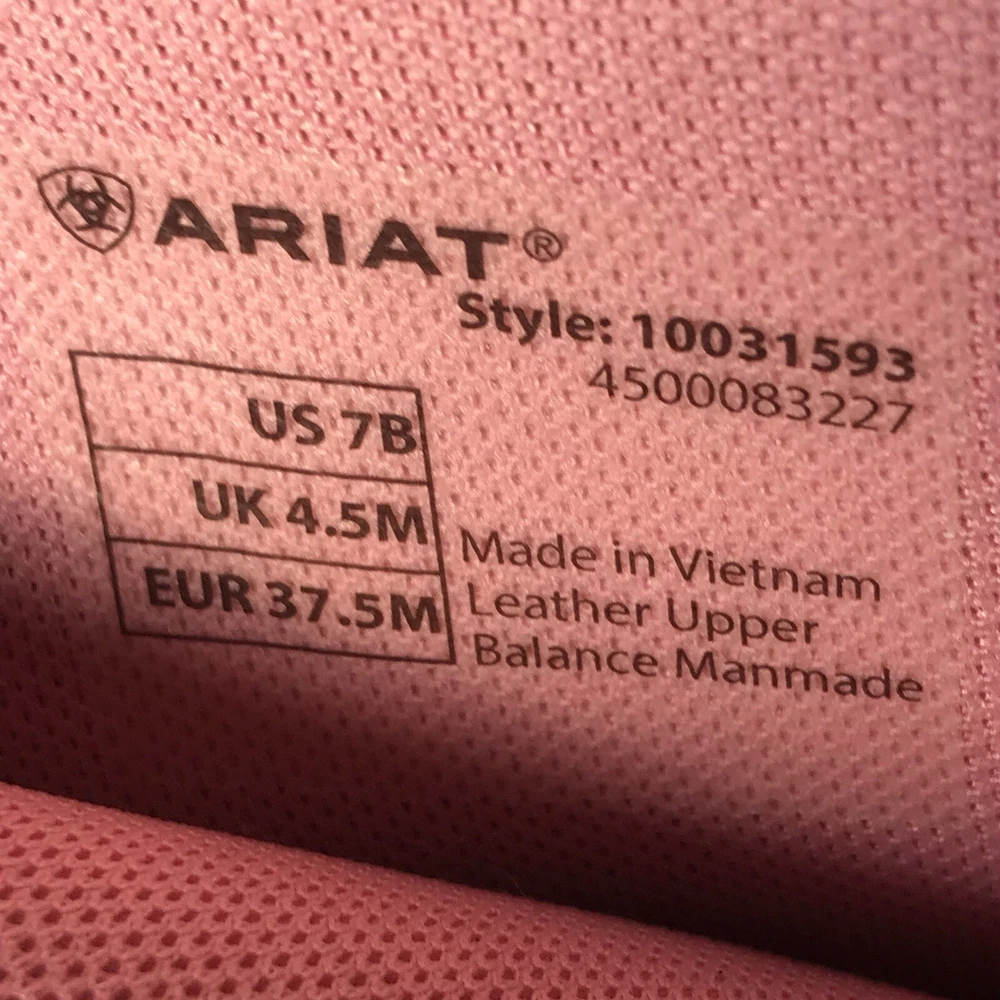 ARIAT®
Style: 10031593
4500083227
US 7B
UK 4.5M
EUR 37.5M
Made in Vietnam
Leather Upper
Balance Manmade